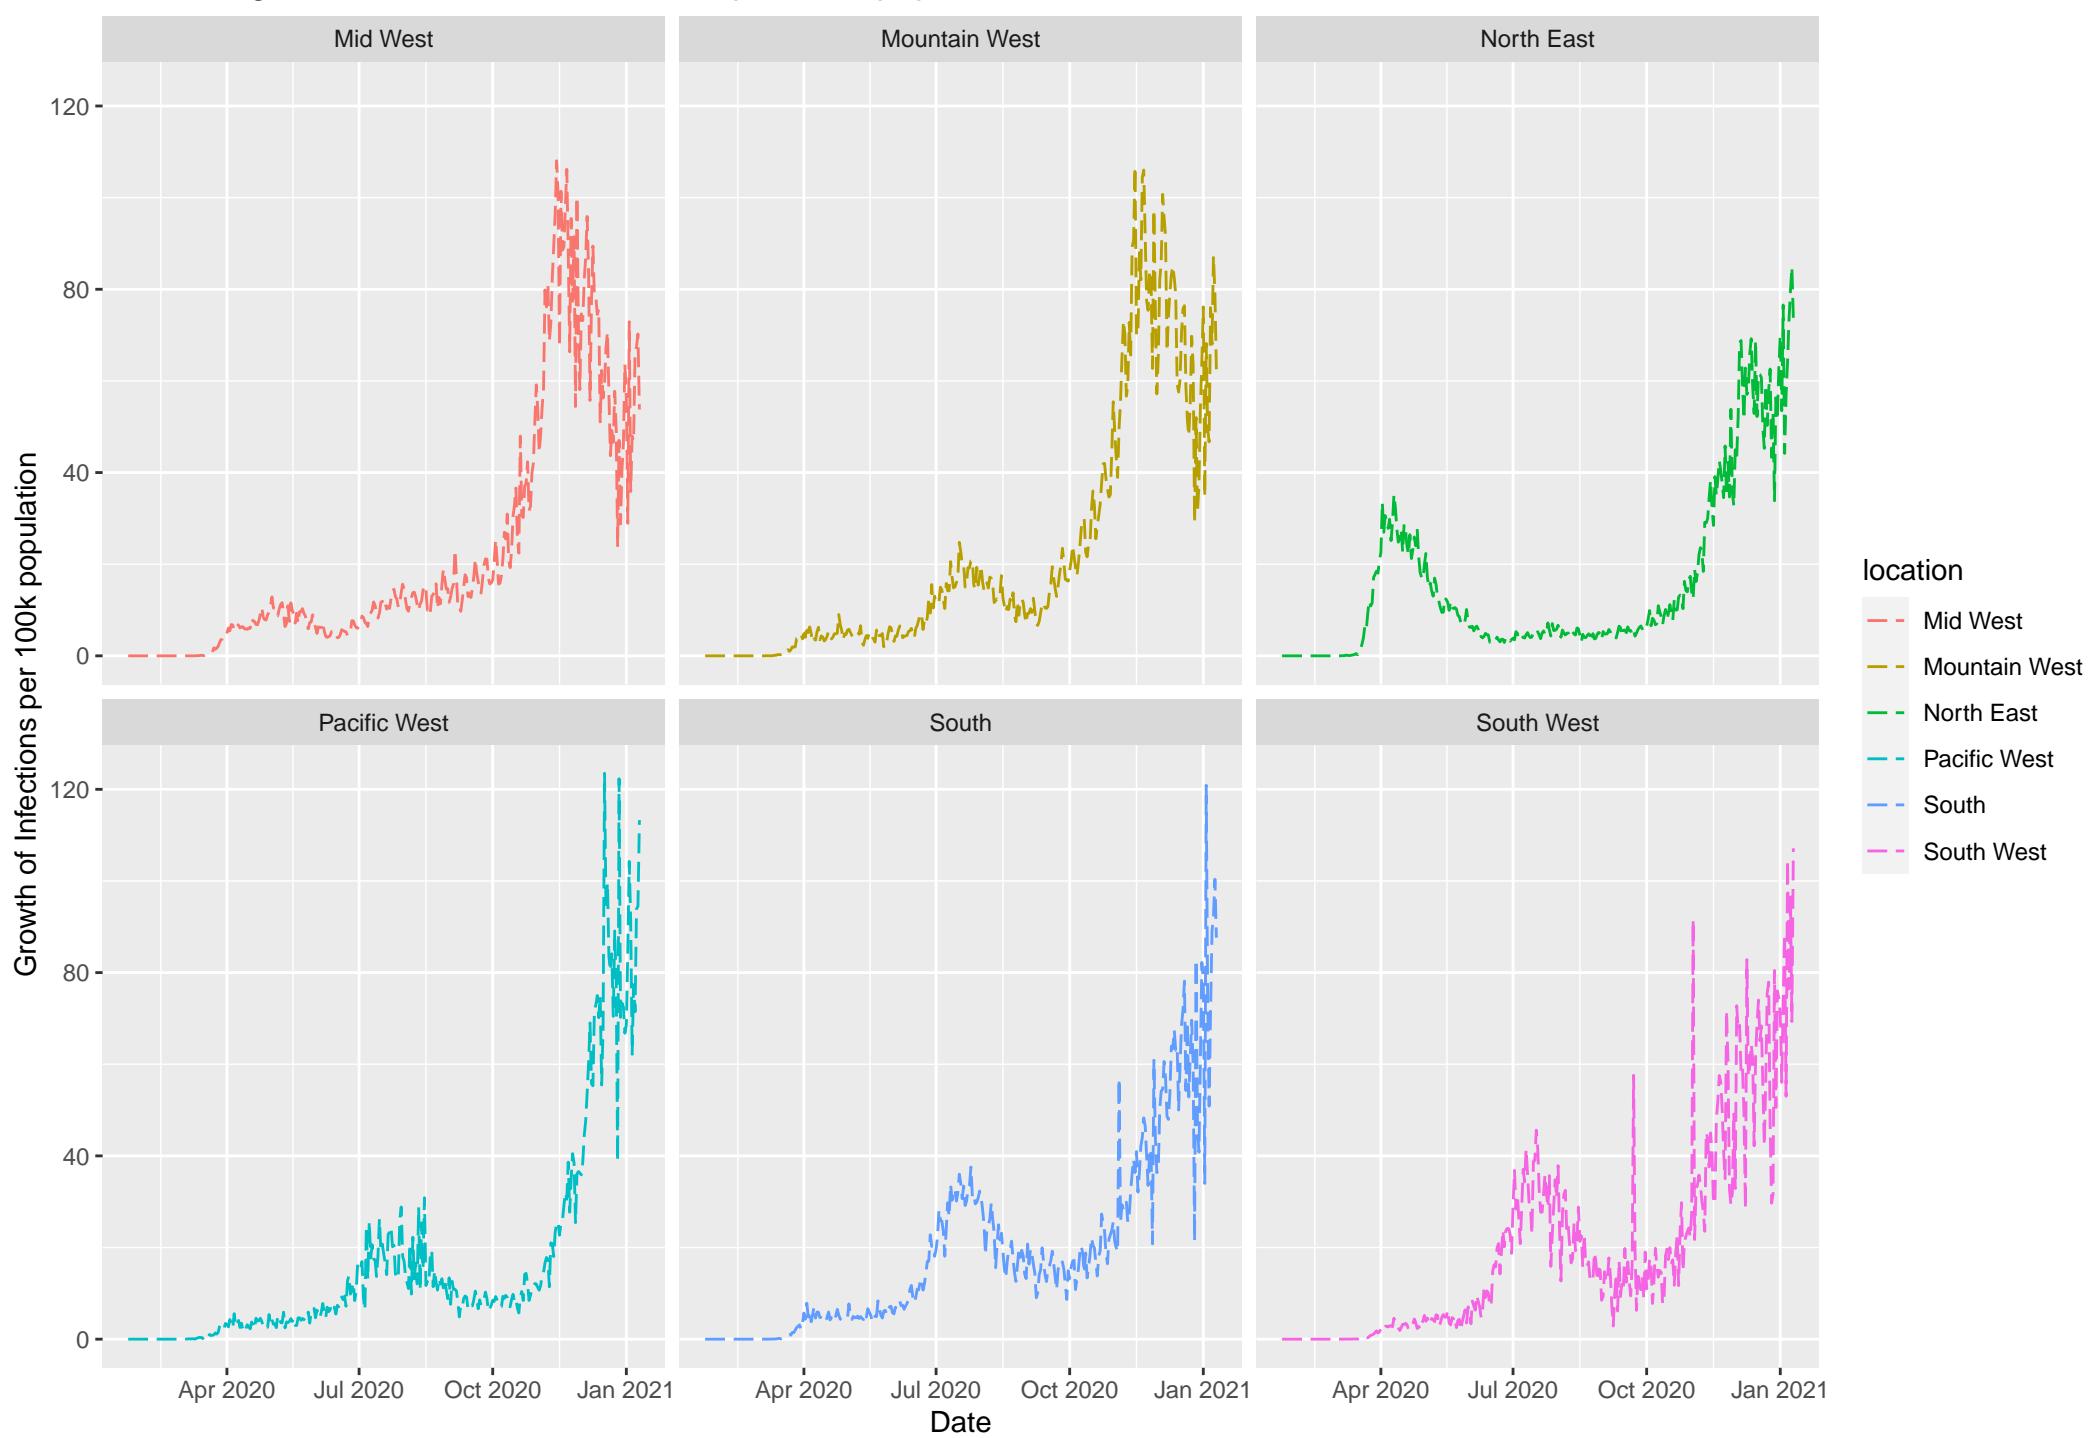 Mid West
Mountain West
North East
120
80
40
0
Pacific West
South
South West
120
80
40
0
Apr 2020
Jul 2020
Oct 2020
Jan 2021
Apr 2020
Jul 2020
Oct 2020
Jan 2021
Apr 2020
Jul 2020
Oct 2020
Jan 2021
Date
Growth of Infections per 100k population
location
Mid West
Mountain West
North East
Pacific West
South
South West